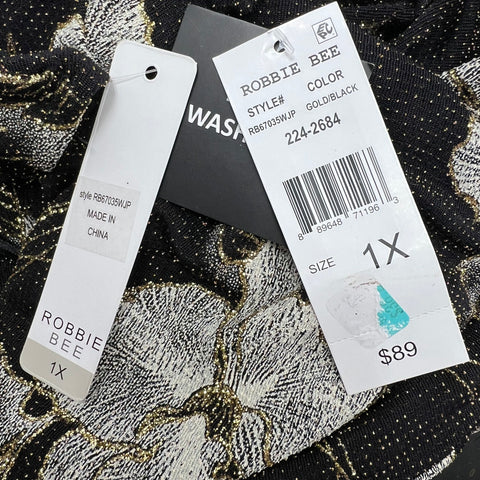 style RB67035WJP
MADE IN
CHINA
ROBBIE
BEE
1X
WASH
ROBBIE BEE
STYLE# COLOR
RB67035WJP GOLD/BLACK
224-2684
8 89648 71196 3
SIZE 1X
$89